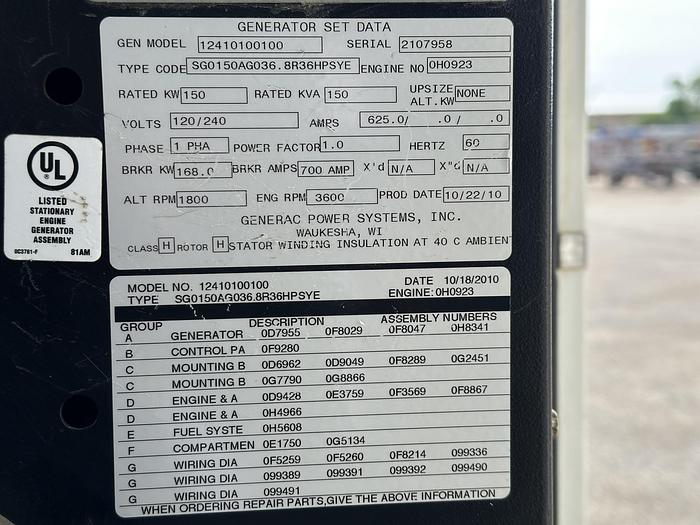 GENERATOR SET DATA
GEN MODEL 12410100100 SERIAL 2107958
TYPE CODE SG0150AG036.8R36HPSYE ENGINE NO 0H0923
RATED KW 150 RATED KVA 150 UPSIZE ALT.KW NONE
VOLTS 120/240 AMPS 625.0/ .0 / .0
PHASE 1 PHA POWER FACTOR 1.0 HERTZ 60
BRKR KW 168.0 BRKR AMPS 700 AMP X'd N/A X"d N/A
ALT RPM 1800 ENG RPM 3600 PROD DATE 10/22/10
GENERAC POWER SYSTEMS, INC.
WAUKESHA, WI
CLASS H ROTOR H STATOR WINDING INSULATION AT 40 C AMBIENT
UL
LISTED
STATIONARY
ENGINE
GENERATOR
ASSEMBLY
81AM
MODEL NO. 12410100100 DATE 10/18/2010
TYPE SG0150AG036.8R36HPSYE ENGINE: 0H0923
GROUP DESCRIPTION ASSEMBLY NUMBERS
A GENERATOR 0D7955 0F8029 0F8047 0H8341
B CONTROL PA 0F9280
C MOUNTING B 0D6962 0D9049 0F8289 0G2451
C MOUNTING B 0G7790 0G8866
D ENGINE & A 0D9428 0E3759 0F3569 0F8867
D ENGINE & A 0H4966
E FUEL SYSTE 0H5608
F COMPARTMEN 0E1750 0G5134
G WIRING DIA 0F5259 0F5260 0F8214 099336
G WIRING DIA 099389 099391 099392 099490
G WIRING DIA 099491
WHEN ORDERING REPAIR PARTS,GIVE THE ABOVE INFORMATION